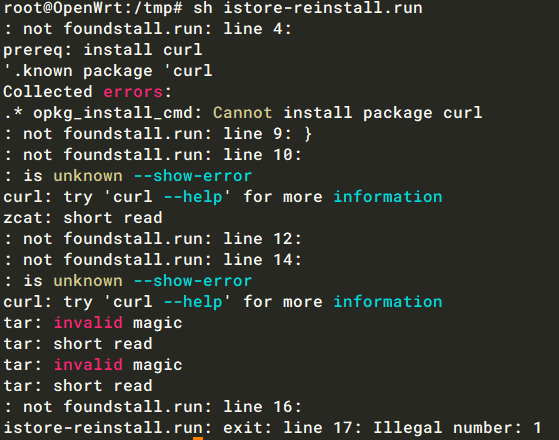 root@OpenWrt:/tmp# sh istore-reinstall.run
: not foundstall.run: line 4:
prereq: install curl
'.known package 'curl
Collected errors:
.* opkg_install_cmd: Cannot install package curl
: not foundstall.run: line 9: }
: not foundstall.run: line 10:
: is unknown --show-error
curl: try 'curl --help' for more information
zcat: short read
: not foundstall.run: line 12:
: not foundstall.run: line 14:
: is unknown --show-error
curl: try 'curl --help' for more information
tar: invalid magic
tar: short read
tar: invalid magic
tar: short read
: not foundstall.run: line 16:
istore-reinstall.run: exit: line 17: Illegal number: 1